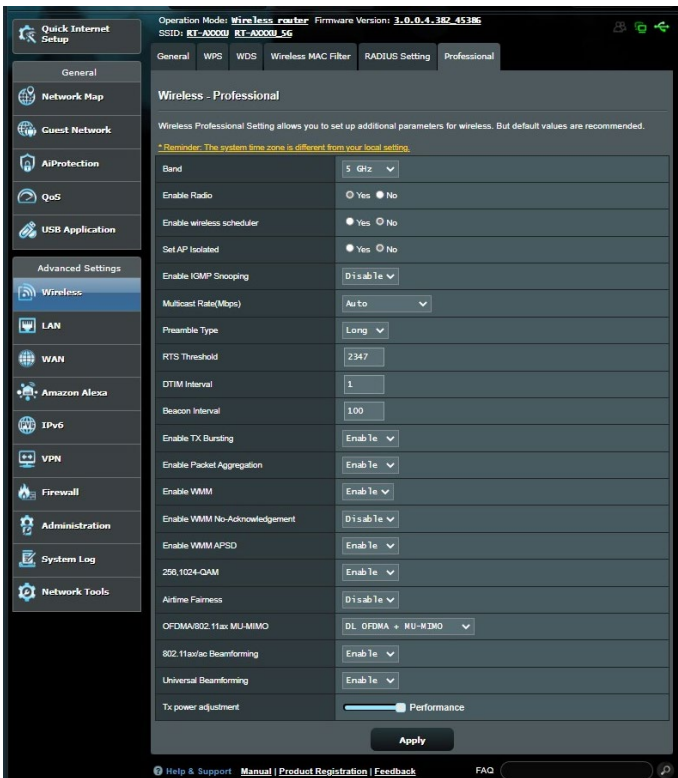 Quick Internet
Setup
General
Network Map
Guest Network
AiProtection
QoS
USB Application
Advanced Settings
Wireless
LAN
WAN
Amazon Alexa
IPv6
VPN
Firewall
Administration
System Log
Network Tools
Operation Mode: Wireless router Firmware Version: 3.0.0.4.382_45386
SSID: RT-AXXXU RT-AXXXU_5G
General WPS WDS Wireless MAC Filter RADIUS Setting Professional
Wireless - Professional
Wireless Professional Setting allows you to set up additional parameters for wireless. But default values are recommended.
* Reminder: The system time zone is different from your local setting.
Band 5 GHz
Enable Radio Yes No
Enable wireless scheduler Yes No
Set AP Isolated Yes No
Enable IGMP Snooping Disable
Multicast Rate(Mbps) Auto
Preamble Type Long
RTS Threshold 2347
DTIM Interval 1
Beacon Interval 100
Enable TX Bursting Enable
Enable Packet Aggregation Enable
Enable WMM Enable
Enable WMM No-Acknowledgement Disable
Enable WMM APSD Enable
256,1024-QAM Enable
Airtime Fairness Disable
OFDMA/802.11ax MU-MIMO DL OFDMA + MU-MIMO
802.11ax/ac Beamforming Enable
Universal Beamforming Enable
Tx power adjustment Performance
Apply
Help & Support Manual | Product Registration | Feedback FAQ